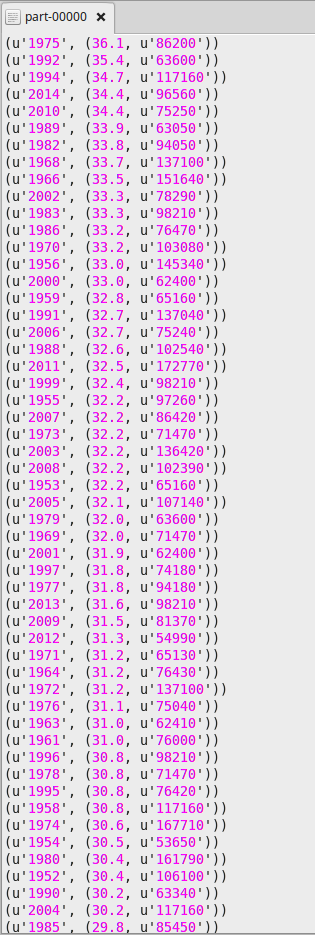 part-00000 ×
(u'1975', (36.1, u'86200'))
(u'1992', (35.4, u'63600'))
(u'1994', (34.7, u'117160'))
(u'2014', (34.4, u'96560'))
(u'2010', (34.4, u'75250'))
(u'1989', (33.9, u'63050'))
(u'1982', (33.8, u'94050'))
(u'1968', (33.7, u'137100'))
(u'1966', (33.5, u'151640'))
(u'2002', (33.3, u'78290'))
(u'1983', (33.3, u'98210'))
(u'1986', (33.2, u'76470'))
(u'1970', (33.2, u'103080'))
(u'1956', (33.0, u'145340'))
(u'2000', (33.0, u'62400'))
(u'1959', (32.8, u'65160'))
(u'1991', (32.7, u'137040'))
(u'2006', (32.7, u'75240'))
(u'1988', (32.6, u'102540'))
(u'2011', (32.5, u'172770'))
(u'1999', (32.4, u'98210'))
(u'1955', (32.2, u'97260'))
(u'2007', (32.2, u'86420'))
(u'1973', (32.2, u'71470'))
(u'2003', (32.2, u'136420'))
(u'2008', (32.2, u'102390'))
(u'1953', (32.2, u'65160'))
(u'2005', (32.1, u'107140'))
(u'1979', (32.0, u'63600'))
(u'1969', (32.0, u'71470'))
(u'2001', (31.9, u'62400'))
(u'1997', (31.8, u'74180'))
(u'1977', (31.8, u'94180'))
(u'2013', (31.6, u'98210'))
(u'2009', (31.5, u'81370'))
(u'2012', (31.3, u'54990'))
(u'1971', (31.2, u'65130'))
(u'1964', (31.2, u'76430'))
(u'1972', (31.2, u'137100'))
(u'1976', (31.1, u'75040'))
(u'1963', (31.0, u'62410'))
(u'1961', (31.0, u'76000'))
(u'1996', (30.8, u'98210'))
(u'1978', (30.8, u'71470'))
(u'1995', (30.8, u'76420'))
(u'1958', (30.8, u'117160'))
(u'1974', (30.6, u'167710'))
(u'1954', (30.5, u'53650'))
(u'1980', (30.4, u'161790'))
(u'1952', (30.4, u'106100'))
(u'1990', (30.2, u'63340'))
(u'2004', (30.2, u'117160'))
(u'1985', (29.8, u'85450'))